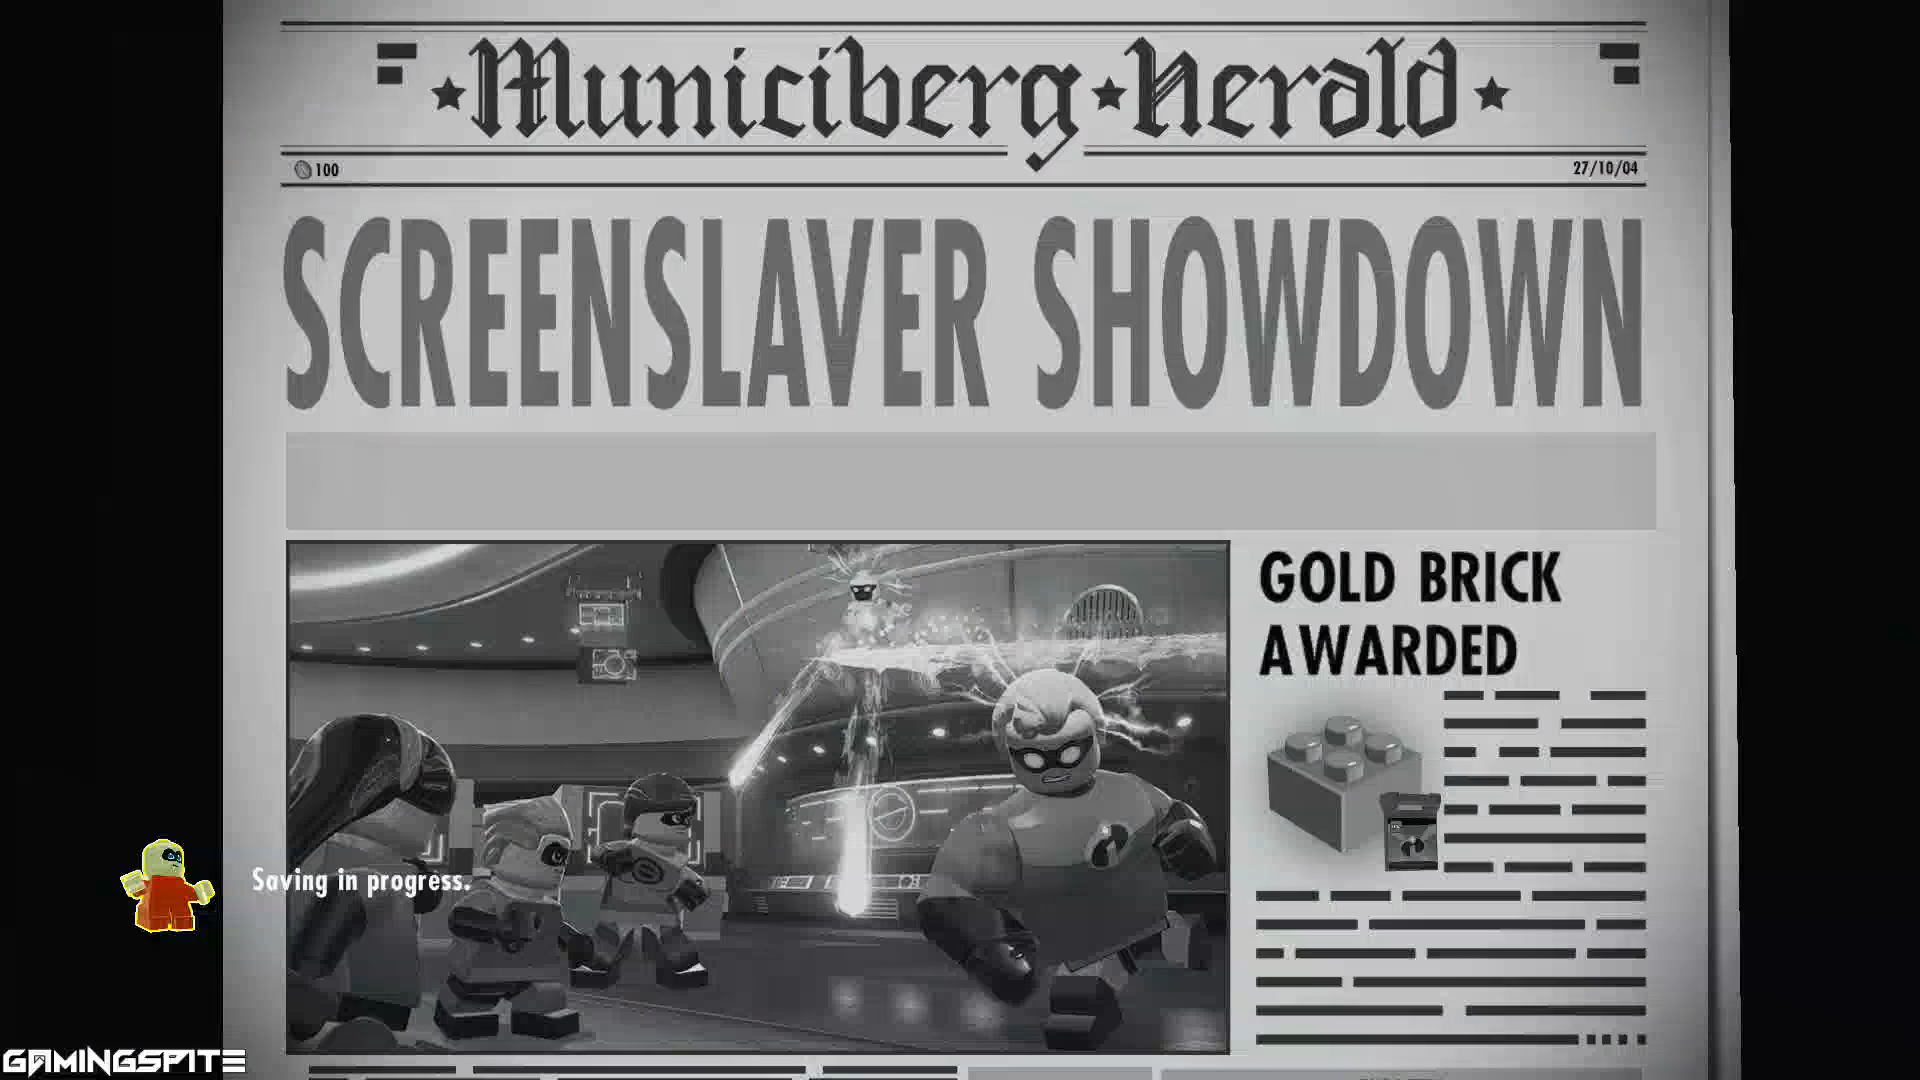 Municiberg Herald
100
27/10/04
SCREENSLAVER SHOWDOWN
GOLD BRICK
AWARDED
Saving in progress.
GAMINGSPITE